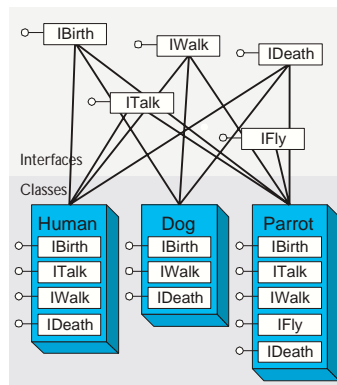 IBirth
IWalk
IDeath
ITalk
IFly
Interfaces
Classes
Human
IBirth
ITalk
IWalk
IDeath
Dog
IBirth
IWalk
IDeath
Parrot
IBirth
ITalk
IWalk
IFly
IDeath